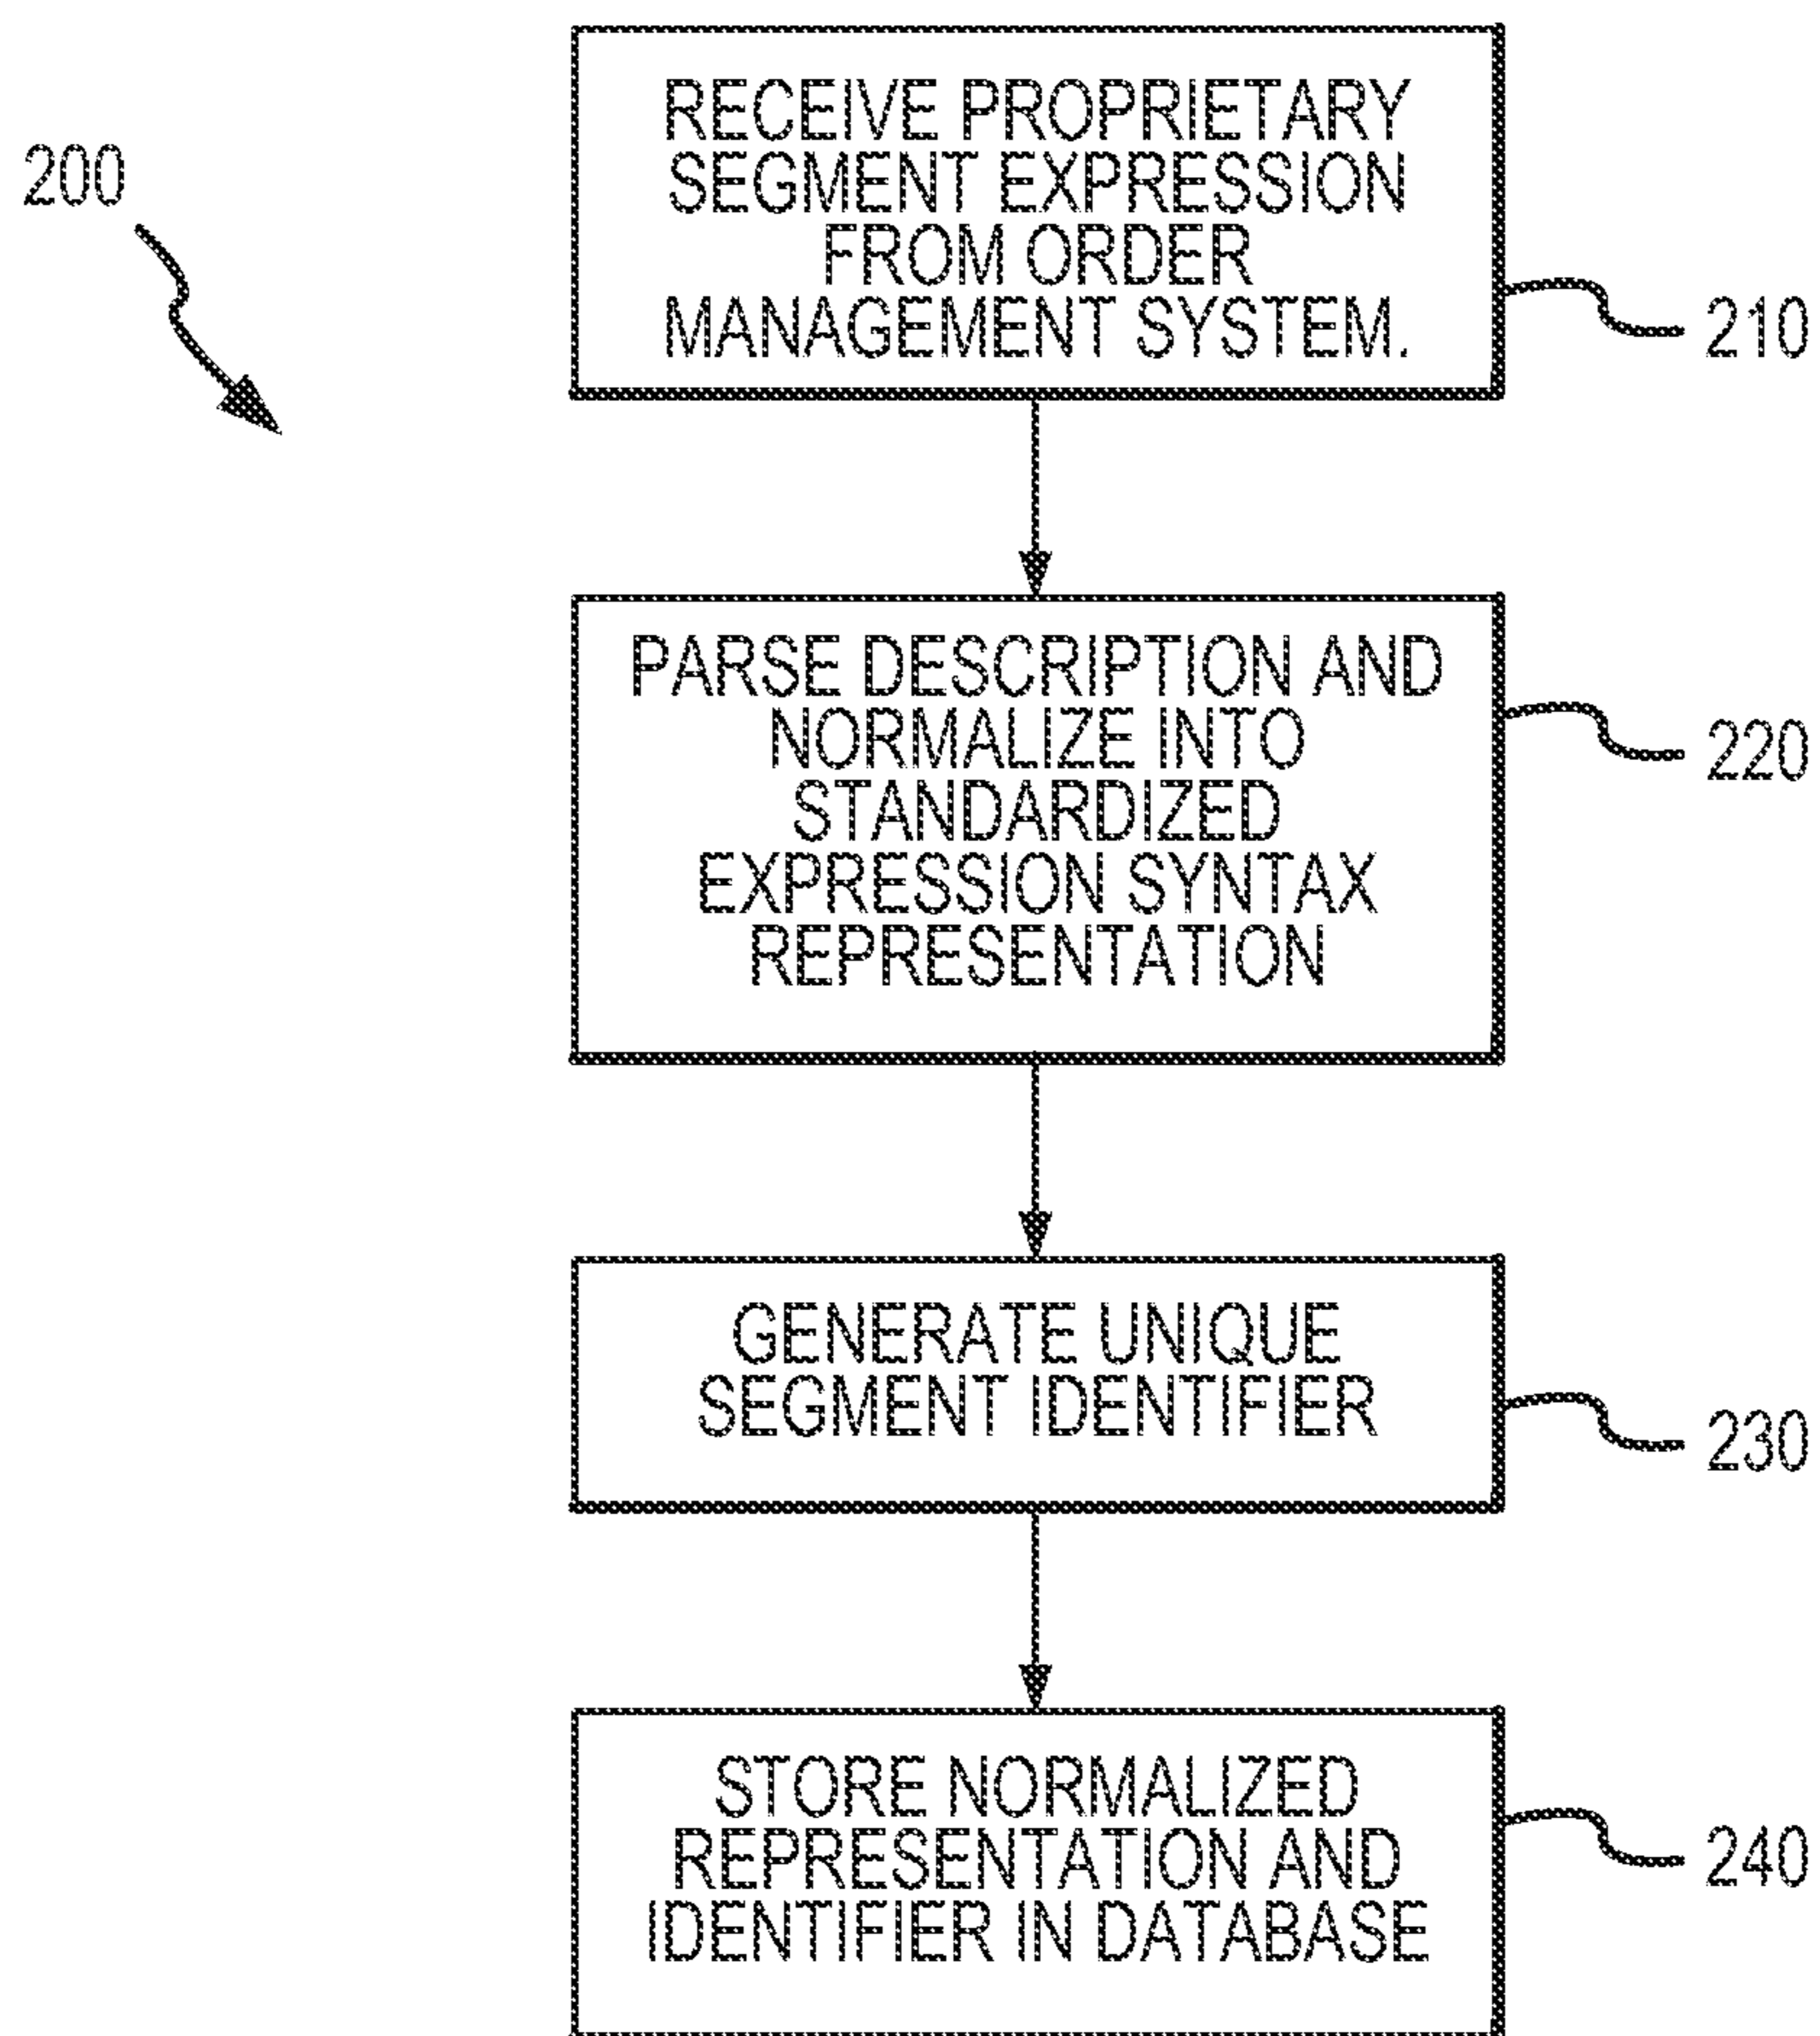 200
RECEIVE PROPRIETARY
SEGMENT EXPRESSION
FROM ORDER
MANAGEMENT SYSTEM.
210
PARSE DESCRIPTION AND
NORMALIZE INTO
STANDARDIZED
EXPRESSION SYNTAX
REPRESENTATION
220
GENERATE UNIQUE
SEGMENT IDENTIFIER
230
STORE NORMALIZED
REPRESENTATION AND
IDENTIFIER IN DATABASE
240